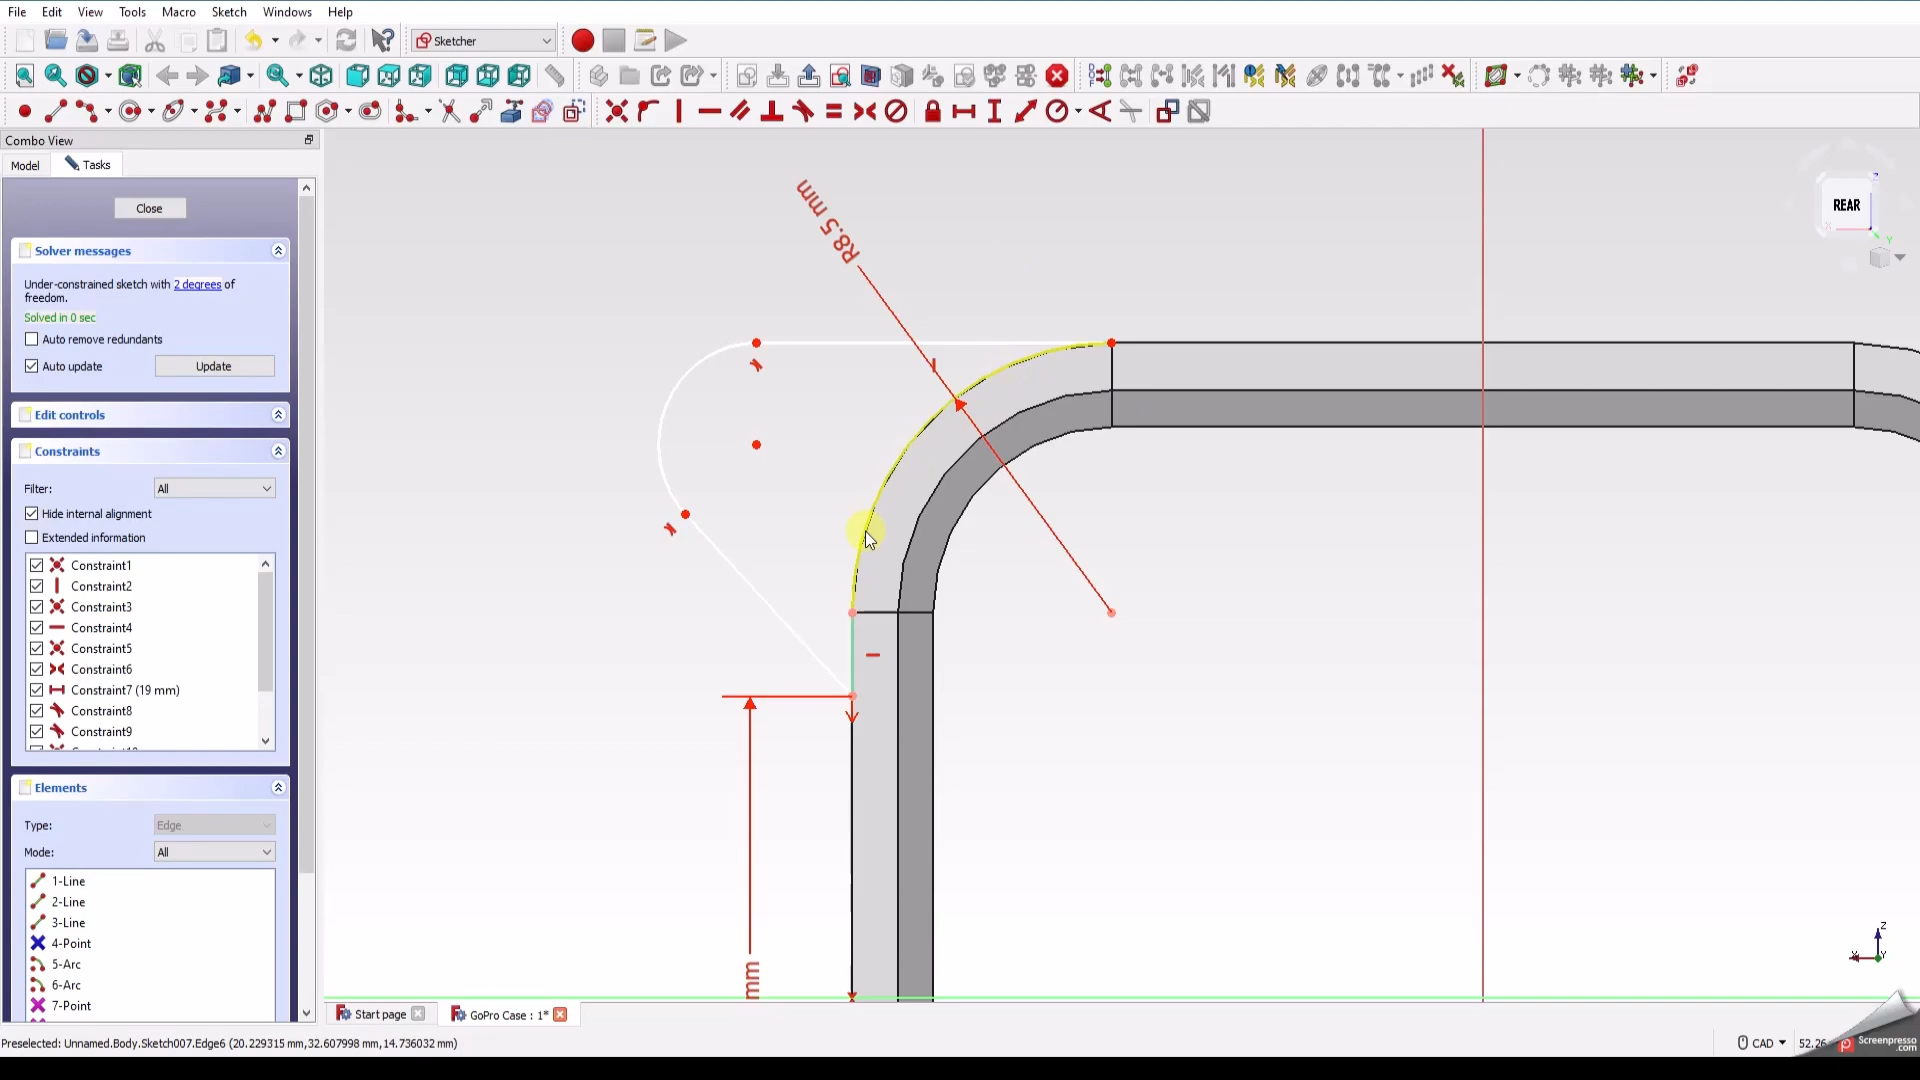 File Edit View Tools Macro Sketch Windows Help
Sketcher
Combo View
Model Tasks
Close
Solver messages
Under-constrained sketch with 2 degrees of
freedom.
Solved in 0 sec
Auto remove redundants
Auto update Update
Edit controls
Constraints
Filter: All
Hide internal alignment
Extended information
Constraint1
Constraint2
Constraint3
Constraint4
Constraint5
Constraint6
Constraint7 (19 mm)
Constraint8
Constraint9
Elements
Type: Edge
Mode: All
1-Line
2-Line
3-Line
4-Point
5-Arc
6-Arc
7-Point
R8.5 mm
mm
REAR
Y
Z
Start page GoPro Case : 1*
Preselected: Unnamed.Body.Sketch007.Edge6 (20.229315 mm,32.607998 mm,14.736032 mm)
CAD 52.26
Screenpresso
.com